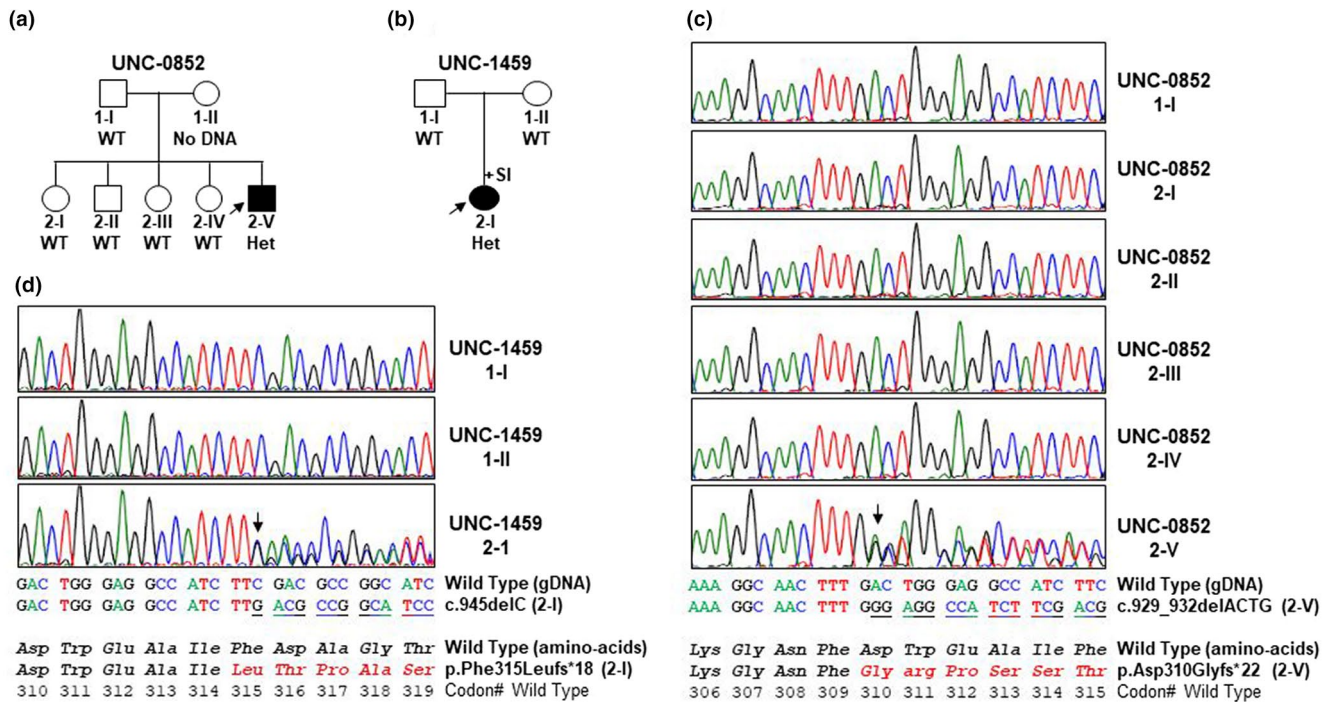 (a)
UNC-0852
1-I
WT
1-II
No DNA
2-I
WT
2-II
WT
2-III
WT
2-IV
WT
2-V
Het
(b)
UNC-1459
1-I
WT
1-II
WT
+ SI
2-I
Het
(c)
UNC-0852
1-I
UNC-0852
2-I
UNC-0852
2-II
UNC-0852
2-III
UNC-0852
2-IV
UNC-0852
2-V
AAA GGC AAC TTT GAC TGG GAG GCC ATC TTC Wild Type (gDNA)
AAA GGC AAC TTT GGG AGG CCA TCT TCG ACG c.929_932delACTG (2-V)
Lys Gly Asn Phe Asp Trp Glu Ala Ile Phe Wild Type (amino-acids)
Lys Gly Asn Phe Gly arg Pro Ser Ser Thr p.Asp310Glyfs*22 (2-V)
306 307 308 309 310 311 312 313 314 315 Codon# Wild Type
(d)
UNC-1459
1-I
UNC-1459
1-II
UNC-1459
2-1
GAC TGG GAG GCC ATC TTC GAC GCC GGC ATC Wild Type (gDNA)
GAC TGG GAG GCC ATC TTG ACG CCG GCA TCC c.945delC (2-I)
Asp Trp Glu Ala Ile Phe Asp Ala Gly Thr Wild Type (amino-acids)
Asp Trp Glu Ala Ile Leu Thr Pro Ala Ser p.Phe315Leufs*18 (2-I)
310 311 312 313 314 315 316 317 318 319 Codon# Wild Type